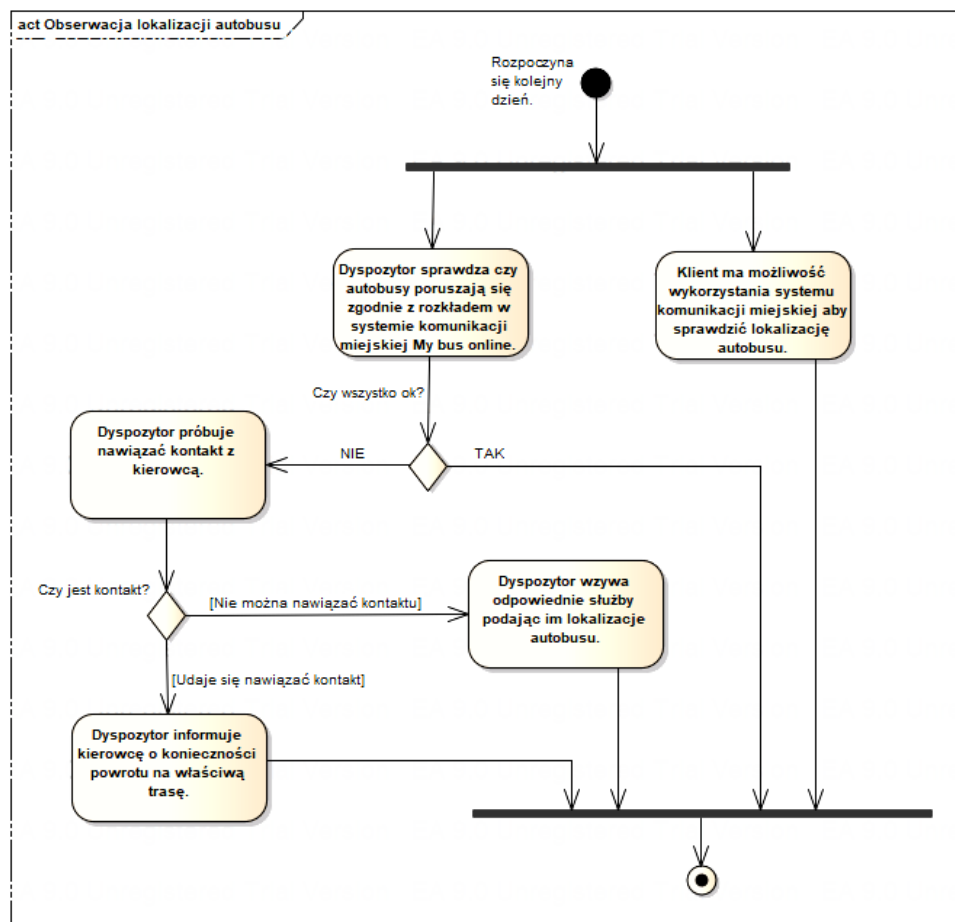 act Obserwacja lokalizacji autobusu
Rozpoczyna
się kolejny
dzień.
Dyspozytor sprawdza czy
autobusy poruszają się
zgodnie z rozkładem w
systemie komunikacji
miejskiej My bus online.
Klient ma możliwość
wykorzystania systemu
komunikacji miejskiej aby
sprawdzić lokalizację
autobusu.
Czy wszystko ok?
NIE
TAK
Dyspozytor próbuje
nawiązać kontakt z
kierowcą.
Czy jest kontakt?
[Nie można nawiązać kontaktu]
Dyspozytor wzywa
odpowiednie służby
podając im lokalizacje
autobusu.
[Udaje się nawiązać kontakt]
Dyspozytor informuje
kierowcę o konieczności
powrotu na właściwą
trasę.